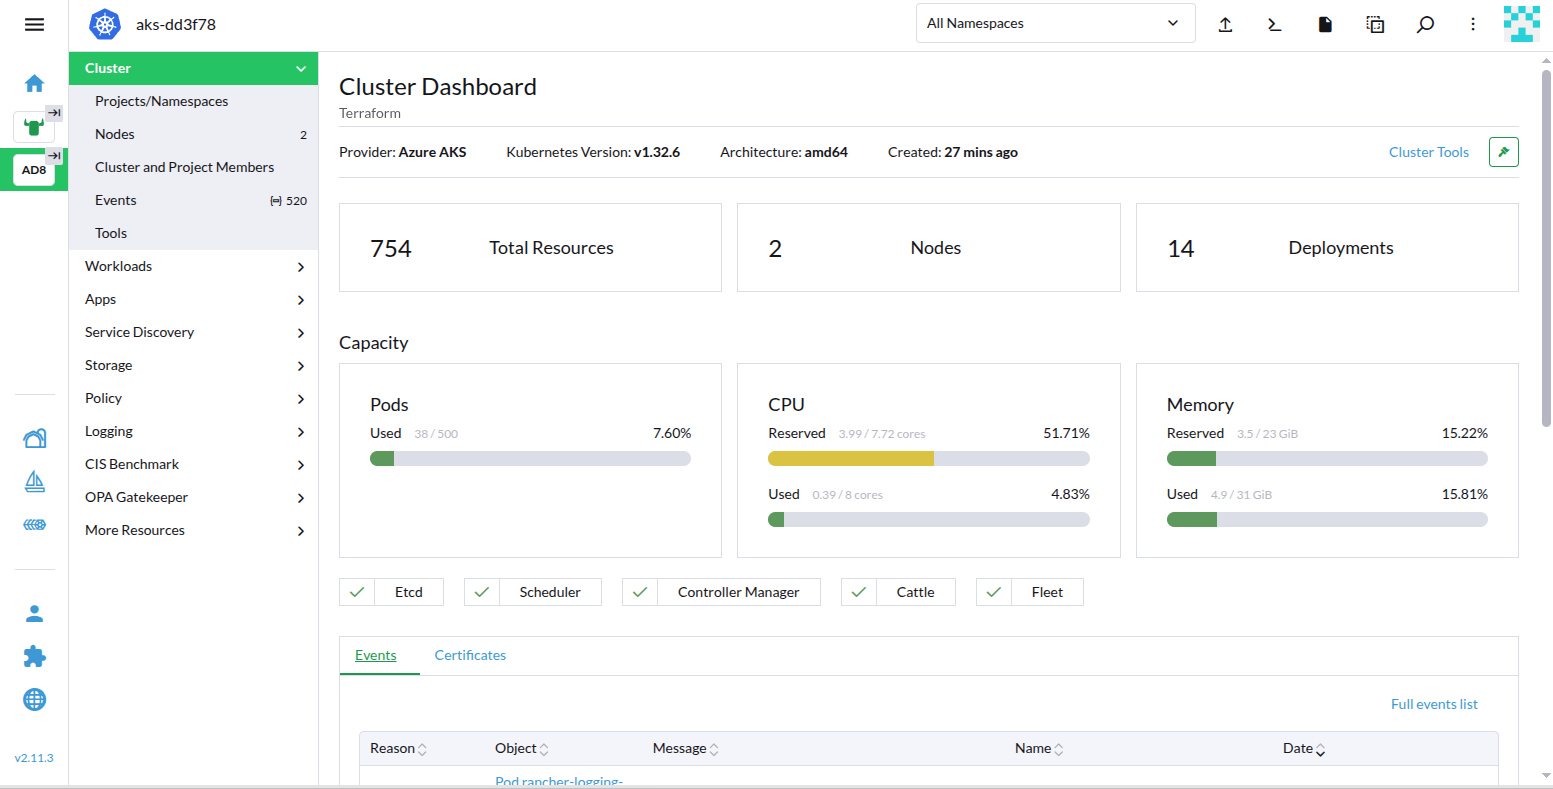 aks-dd3f78
All Namespaces
Cluster
Projects/Namespaces
Nodes 2
Cluster and Project Members
Events 520
Tools
Workloads
Apps
Service Discovery
Storage
Policy
Logging
CIS Benchmark
OPA Gatekeeper
More Resources
AD8
v2.11.3
Cluster Dashboard
Terraform
Provider: Azure AKS Kubernetes Version: v1.32.6 Architecture: amd64 Created: 27 mins ago Cluster Tools
754 Total Resources
2 Nodes
14 Deployments
Capacity
Pods
Used 38 / 500 7.60%
CPU
Reserved 3.99 / 7.72 cores 51.71%
Used 0.39 / 8 cores 4.83%
Memory
Reserved 3.5 / 23 GiB 15.22%
Used 4.9 / 31 GiB 15.81%
Etcd Scheduler Controller Manager Cattle Fleet
Events Certificates
Full events list
Reason Object Message Name Date
Pod rancher-logging-